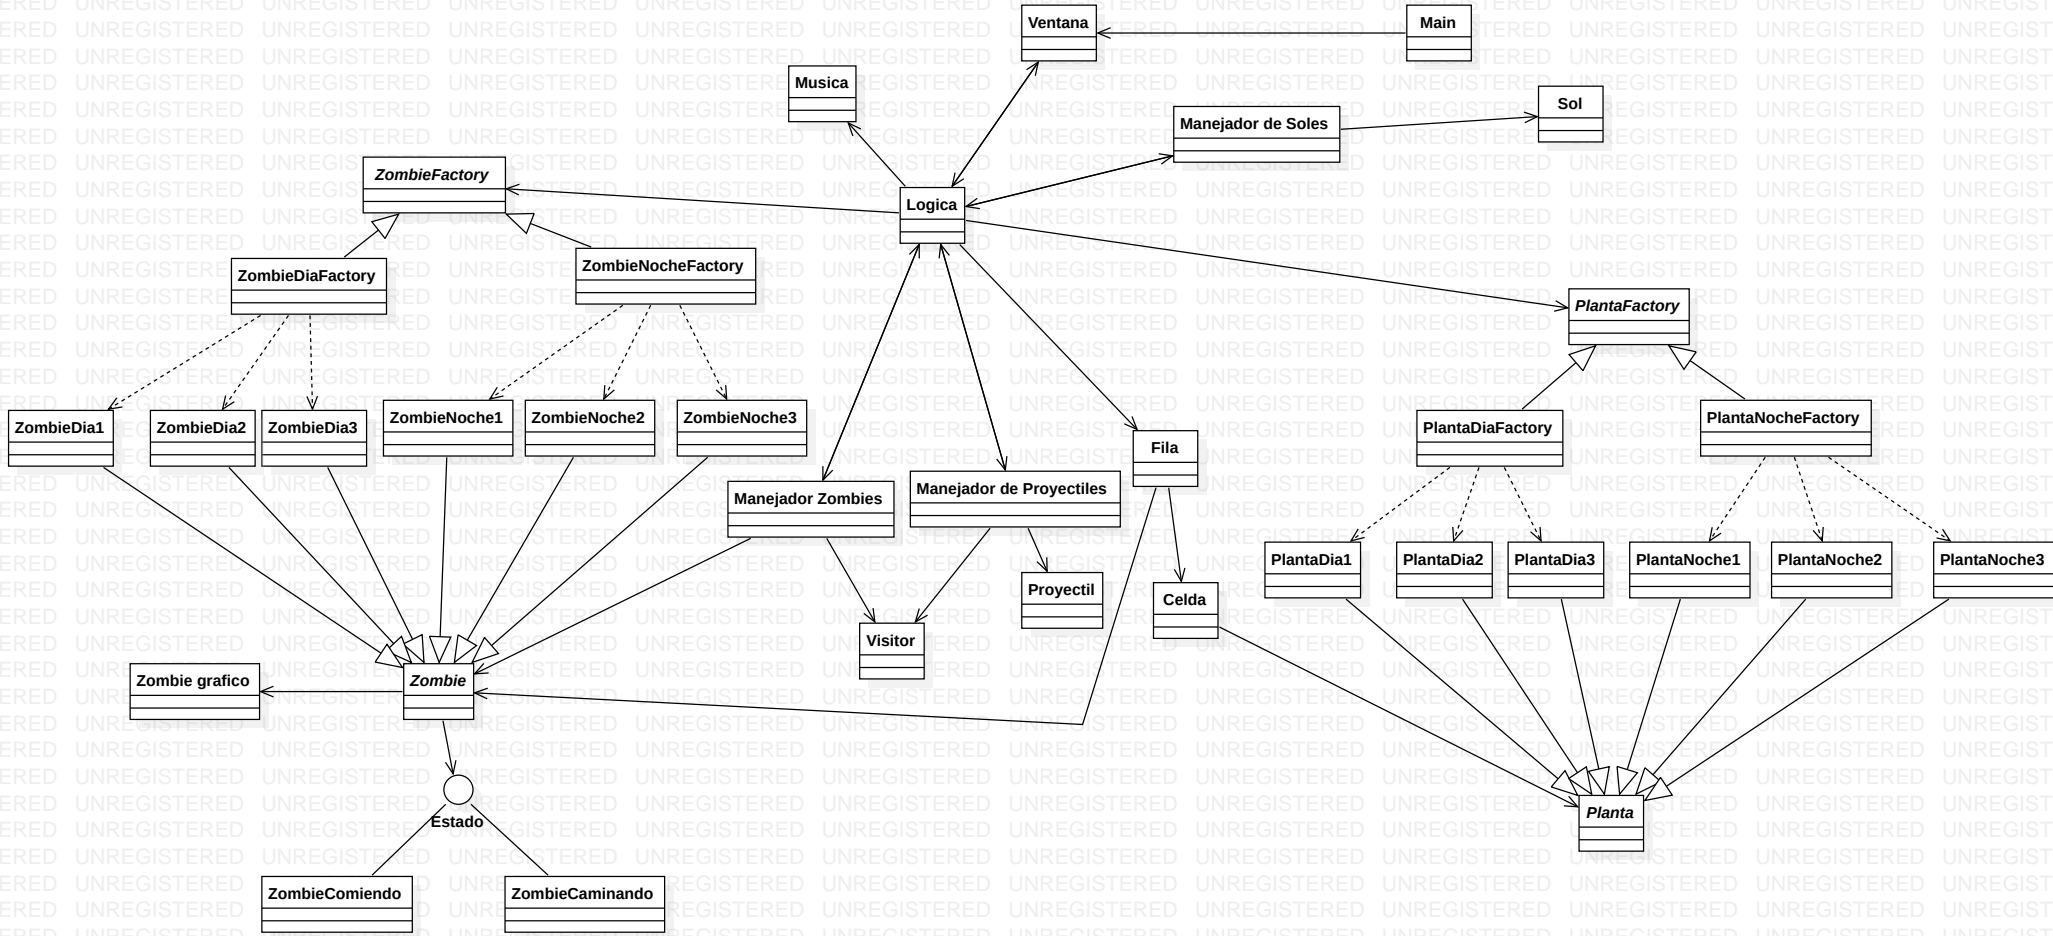 Ventana
Main
Musica
Sol
Manejador de Soles
ZombieFactory
Logica
ZombieDiaFactory
ZombieNocheFactory
PlantaFactory
ZombieDia1
ZombieDia2
ZombieDia3
ZombieNoche1
ZombieNoche2
ZombieNoche3
PlantaDiaFactory
PlantaNocheFactory
Fila
Manejador Zombies
Manejador de Proyectiles
PlantaDia1
PlantaDia2
PlantaDia3
PlantaNoche1
PlantaNoche2
PlantaNoche3
Proyectil
Celda
Visitor
Zombie grafico
Zombie
Estado
Planta
ZombieComiendo
ZombieCaminando
UNREGISTERED